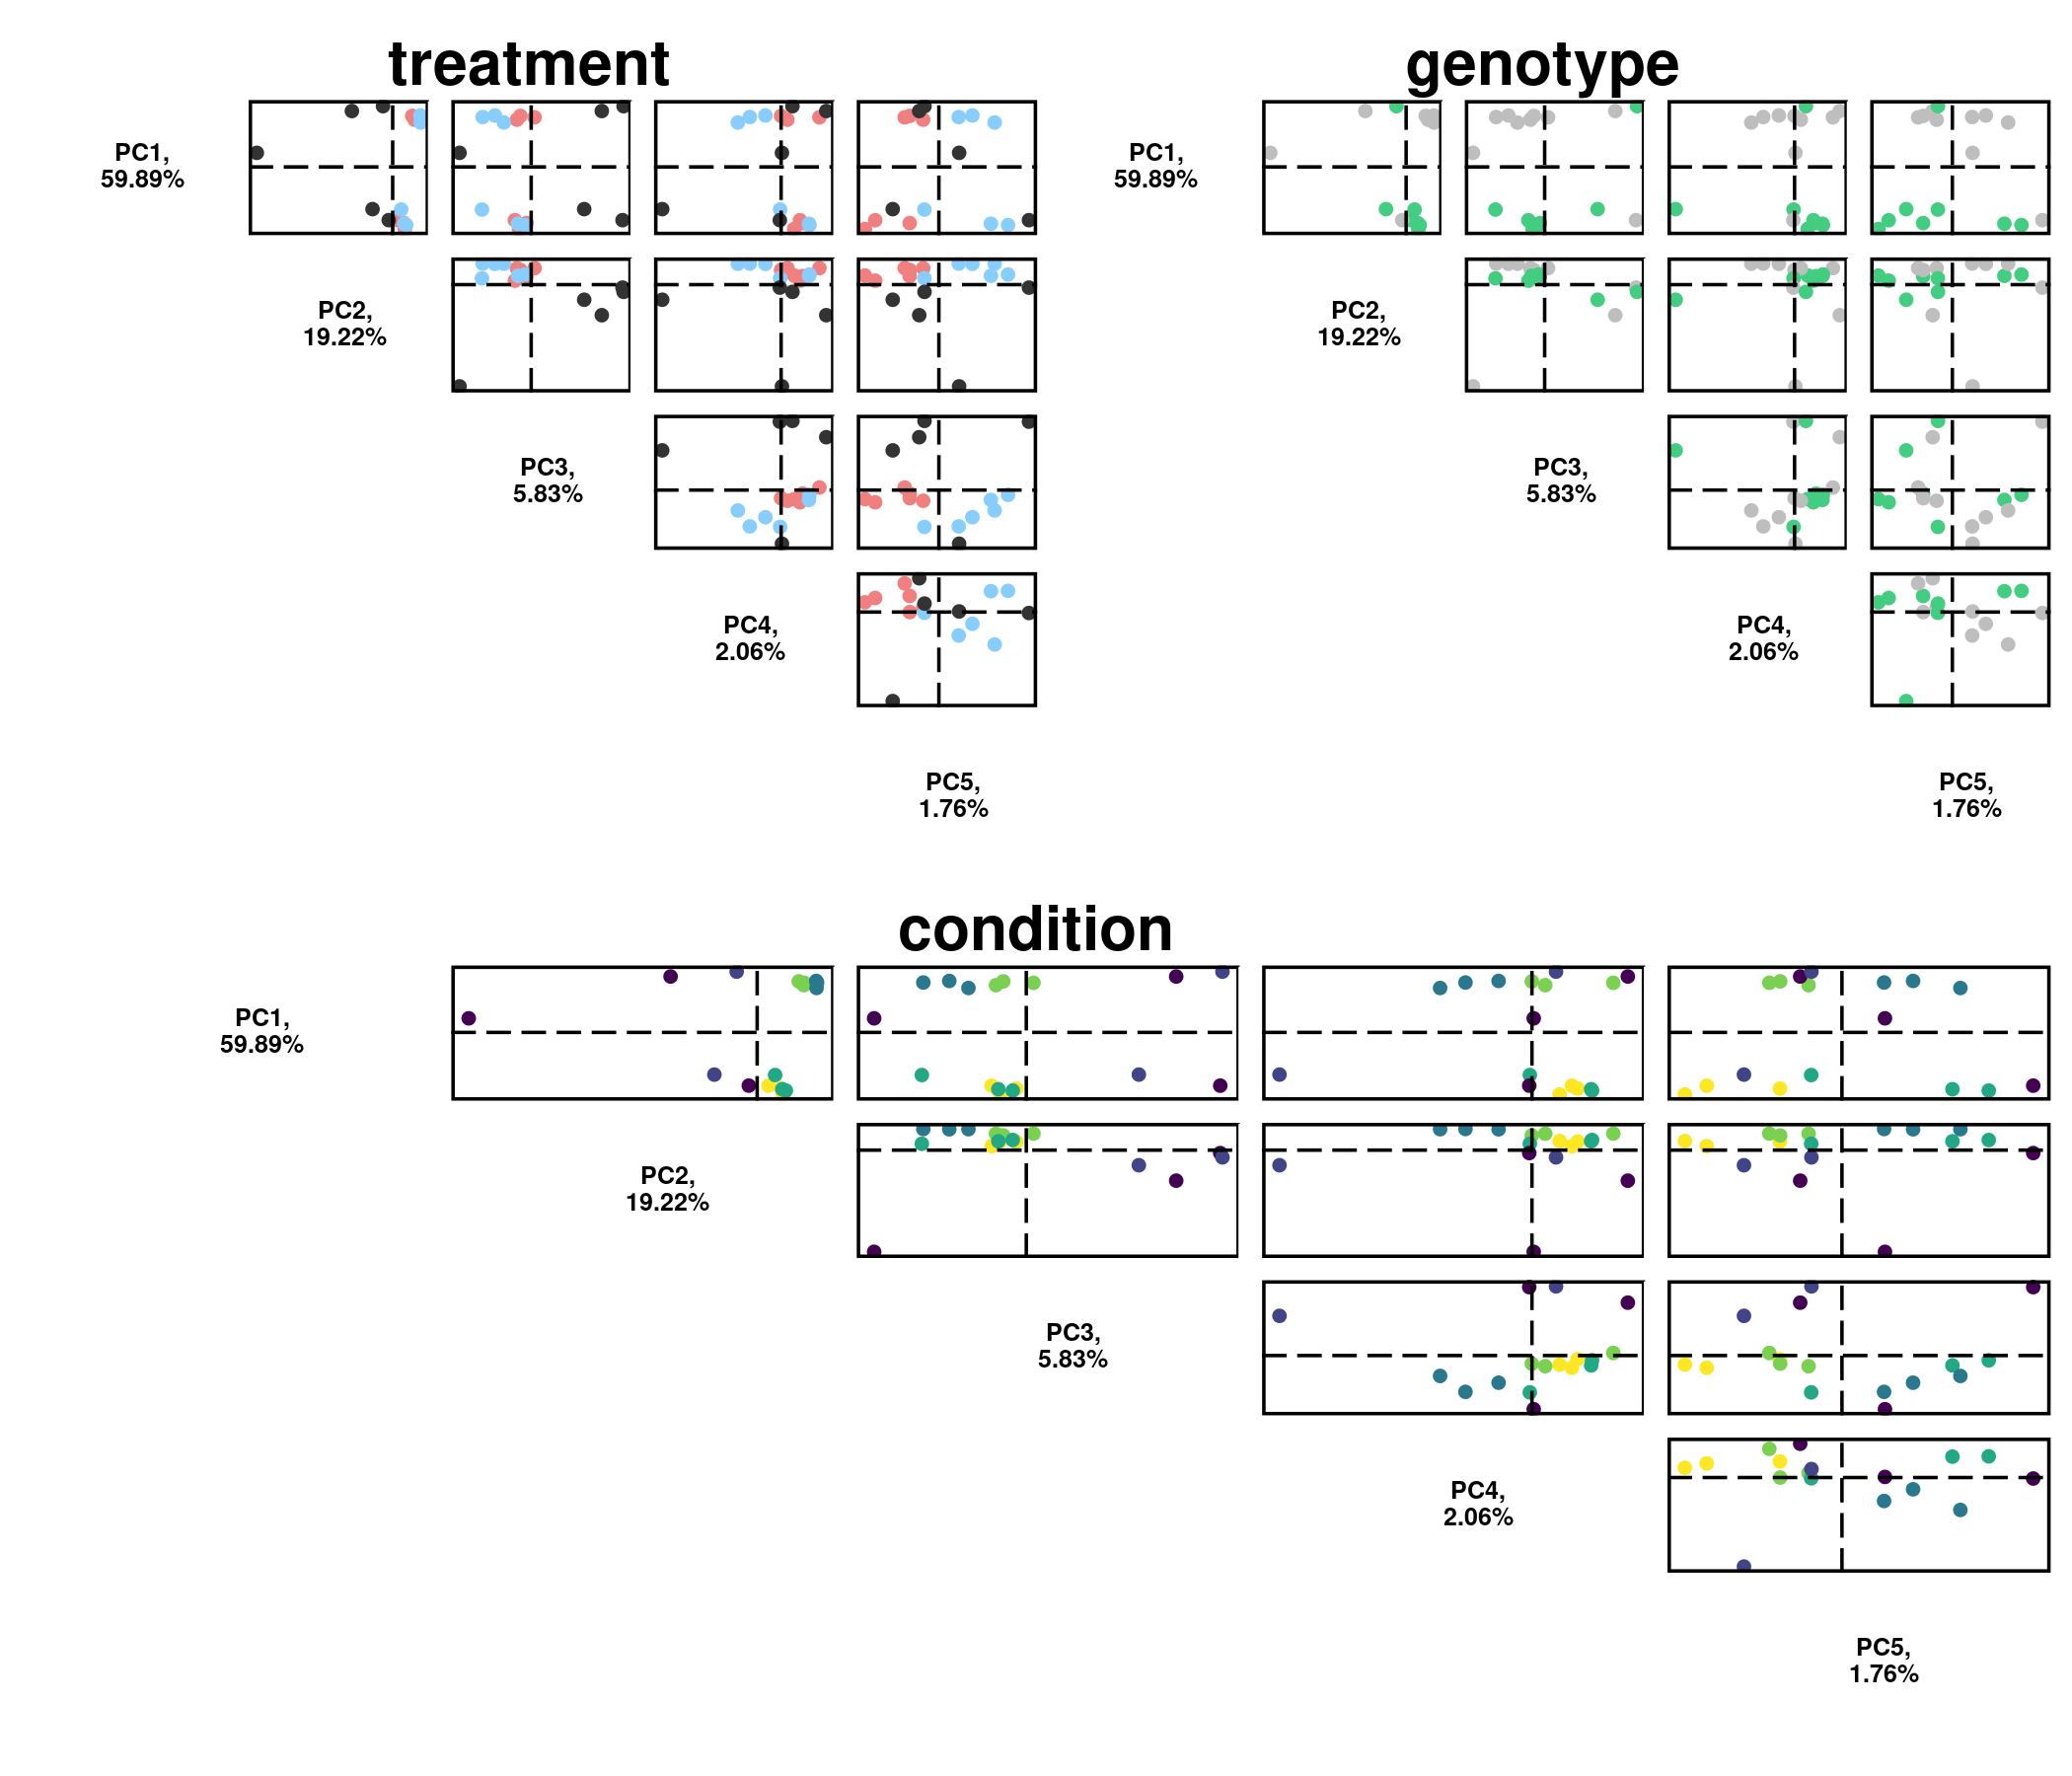 treatment
PC1,
59.89%
PC2,
19.22%
PC3,
5.83%
PC4,
2.06%
PC5,
1.76%
genotype
PC1,
59.89%
PC2,
19.22%
PC3,
5.83%
PC4,
2.06%
PC5,
1.76%
condition
PC1,
59.89%
PC2,
19.22%
PC3,
5.83%
PC4,
2.06%
PC5,
1.76%